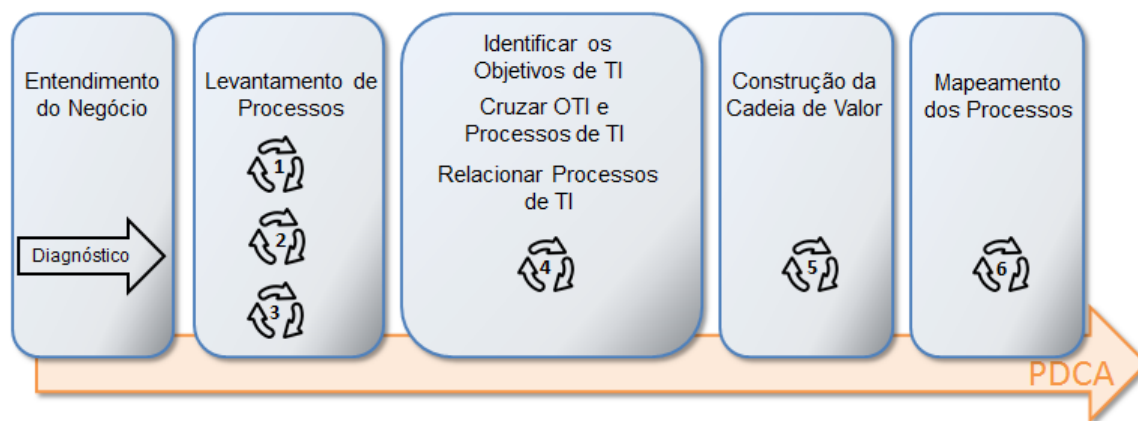 Entendimento
do Negócio
Diagnóstico
Levantamento de
Processos
1
2
3
Identificar os
Objetivos de TI
Cruzar OTI e
Processos de TI
Relacionar Processos
de TI
4
Construção da
Cadeia de Valor
5
Mapeamento
dos Processos
6
PDCA